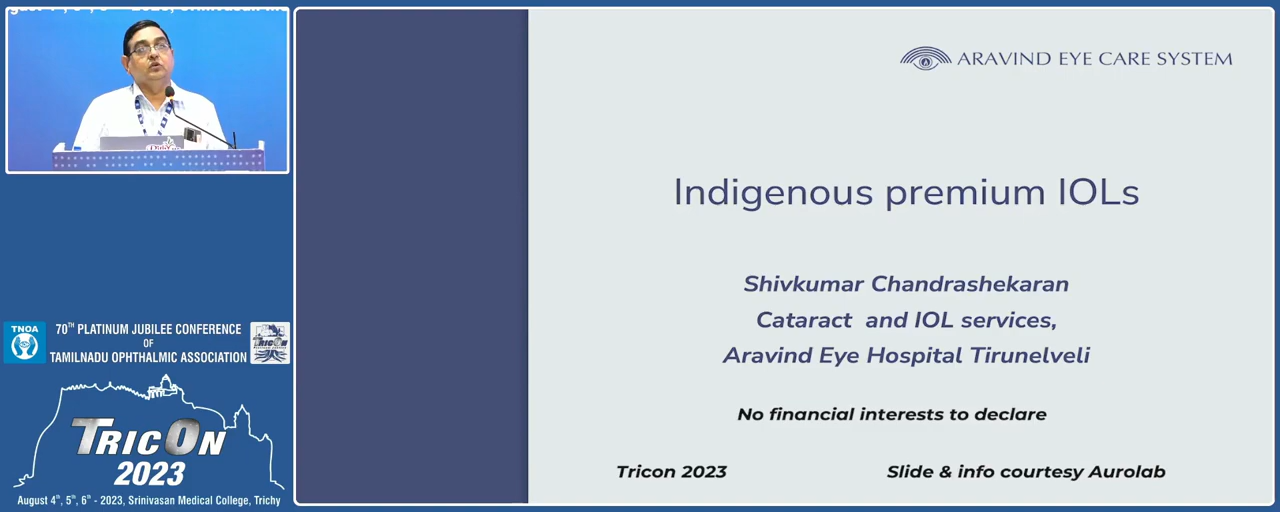 TNOA
70TH PLATINUM JUBILEE CONFERENCE
OF
TAMILNADU OPHTHALMIC ASSOCIATION
TRICON
TRICON
2023
August 4th, 5th, 6th - 2023, Srinivasan Medical College, Trichy
ARAVIND EYE CARE SYSTEM
Indigenous premium IOLs
Shivkumar Chandrashekaran
Cataract and IOL services,
Aravind Eye Hospital Tirunelveli
No financial interests to declare
Tricon 2023
Slide & info courtesy Aurolab